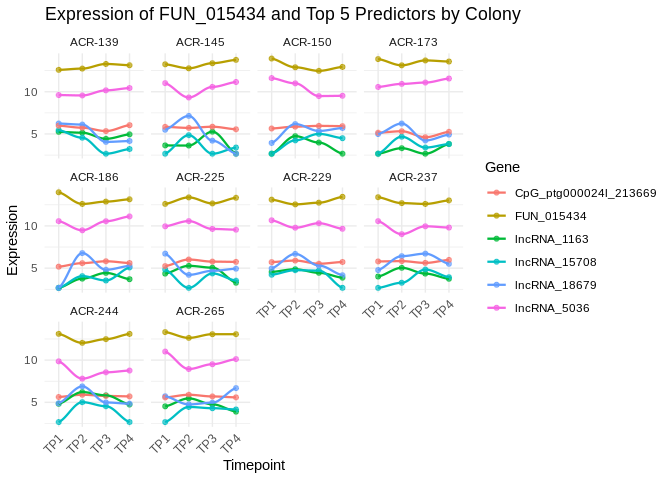 Expression of FUN_015434 and Top 5 Predictors by Colony
ACR-139 ACR-145 ACR-150 ACR-173
10
5
ACR-186 ACR-225 ACR-229 ACR-237
10
5
ACR-244 ACR-265
10
5
TP1 TP2 TP3 TP4 TP1 TP2 TP3 TP4
TP1 TP2 TP3 TP4 TP1 TP2 TP3 TP4
Timepoint
Expression
Gene
CpG_ptg000024l_213669
FUN_015434
lncRNA_1163
lncRNA_15708
lncRNA_18679
lncRNA_5036